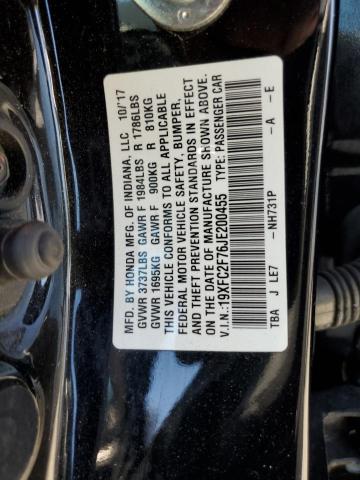 MFD. BY HONDA MFG. OF INDIANA, LLC 10/17
GVWR 3737LBS GAWR F 1984LBS R 1786LBS
GVWR 1695KG GAWR F 900KG R 810KG
THIS VEHICLE CONFORMS TO ALL APPLICABLE
FEDERAL MOTOR VEHICLE SAFETY, BUMPER,
AND THEFT PREVENTION STANDARDS IN EFFECT
ON THE DATE OF MANUFACTURE SHOWN ABOVE.
V.I.N.:19XFC2F76JE200455 TYPE: PASSENGER CAR
TBA J LE7 -NH731P -A -E